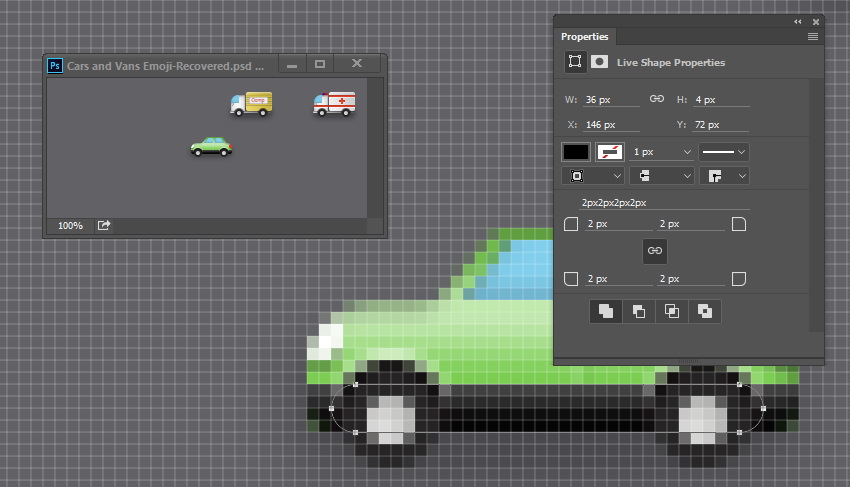 Properties
Ps Cars and Vans Emoji-Recovered.psd ...
Live Shape Properties
W: 36 px H: 4 px
X: 146 px Y: 72 px
1 px
2px2px2px2px
2 px 2 px
100%
2 px 2 px